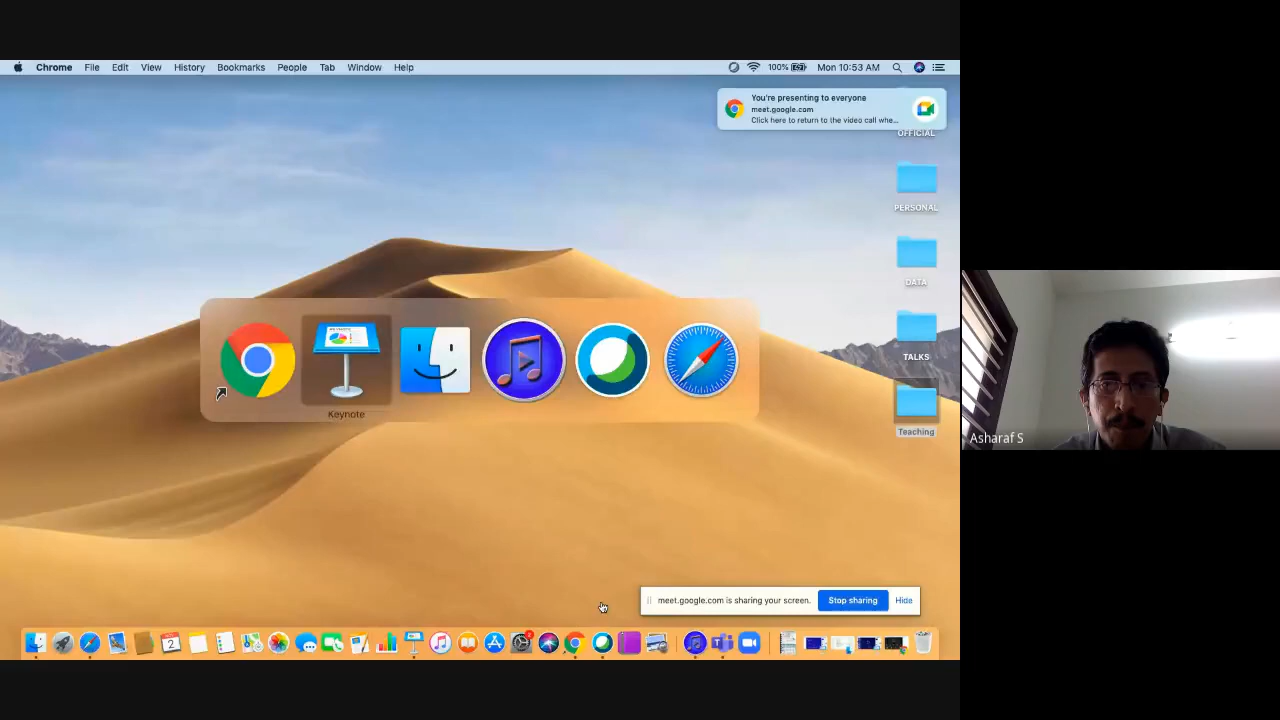 Chrome File Edit View History Bookmarks People Tab Window Help 100% Mon 10:53 AM
You're presenting to everyone
meet.google.com
Click here to return to the video call whe...
OFFICIAL
PERSONAL
DATA
TALKS
Teaching
Keynote
Asharaf S
meet.google.com is sharing your screen. Stop sharing Hide
2